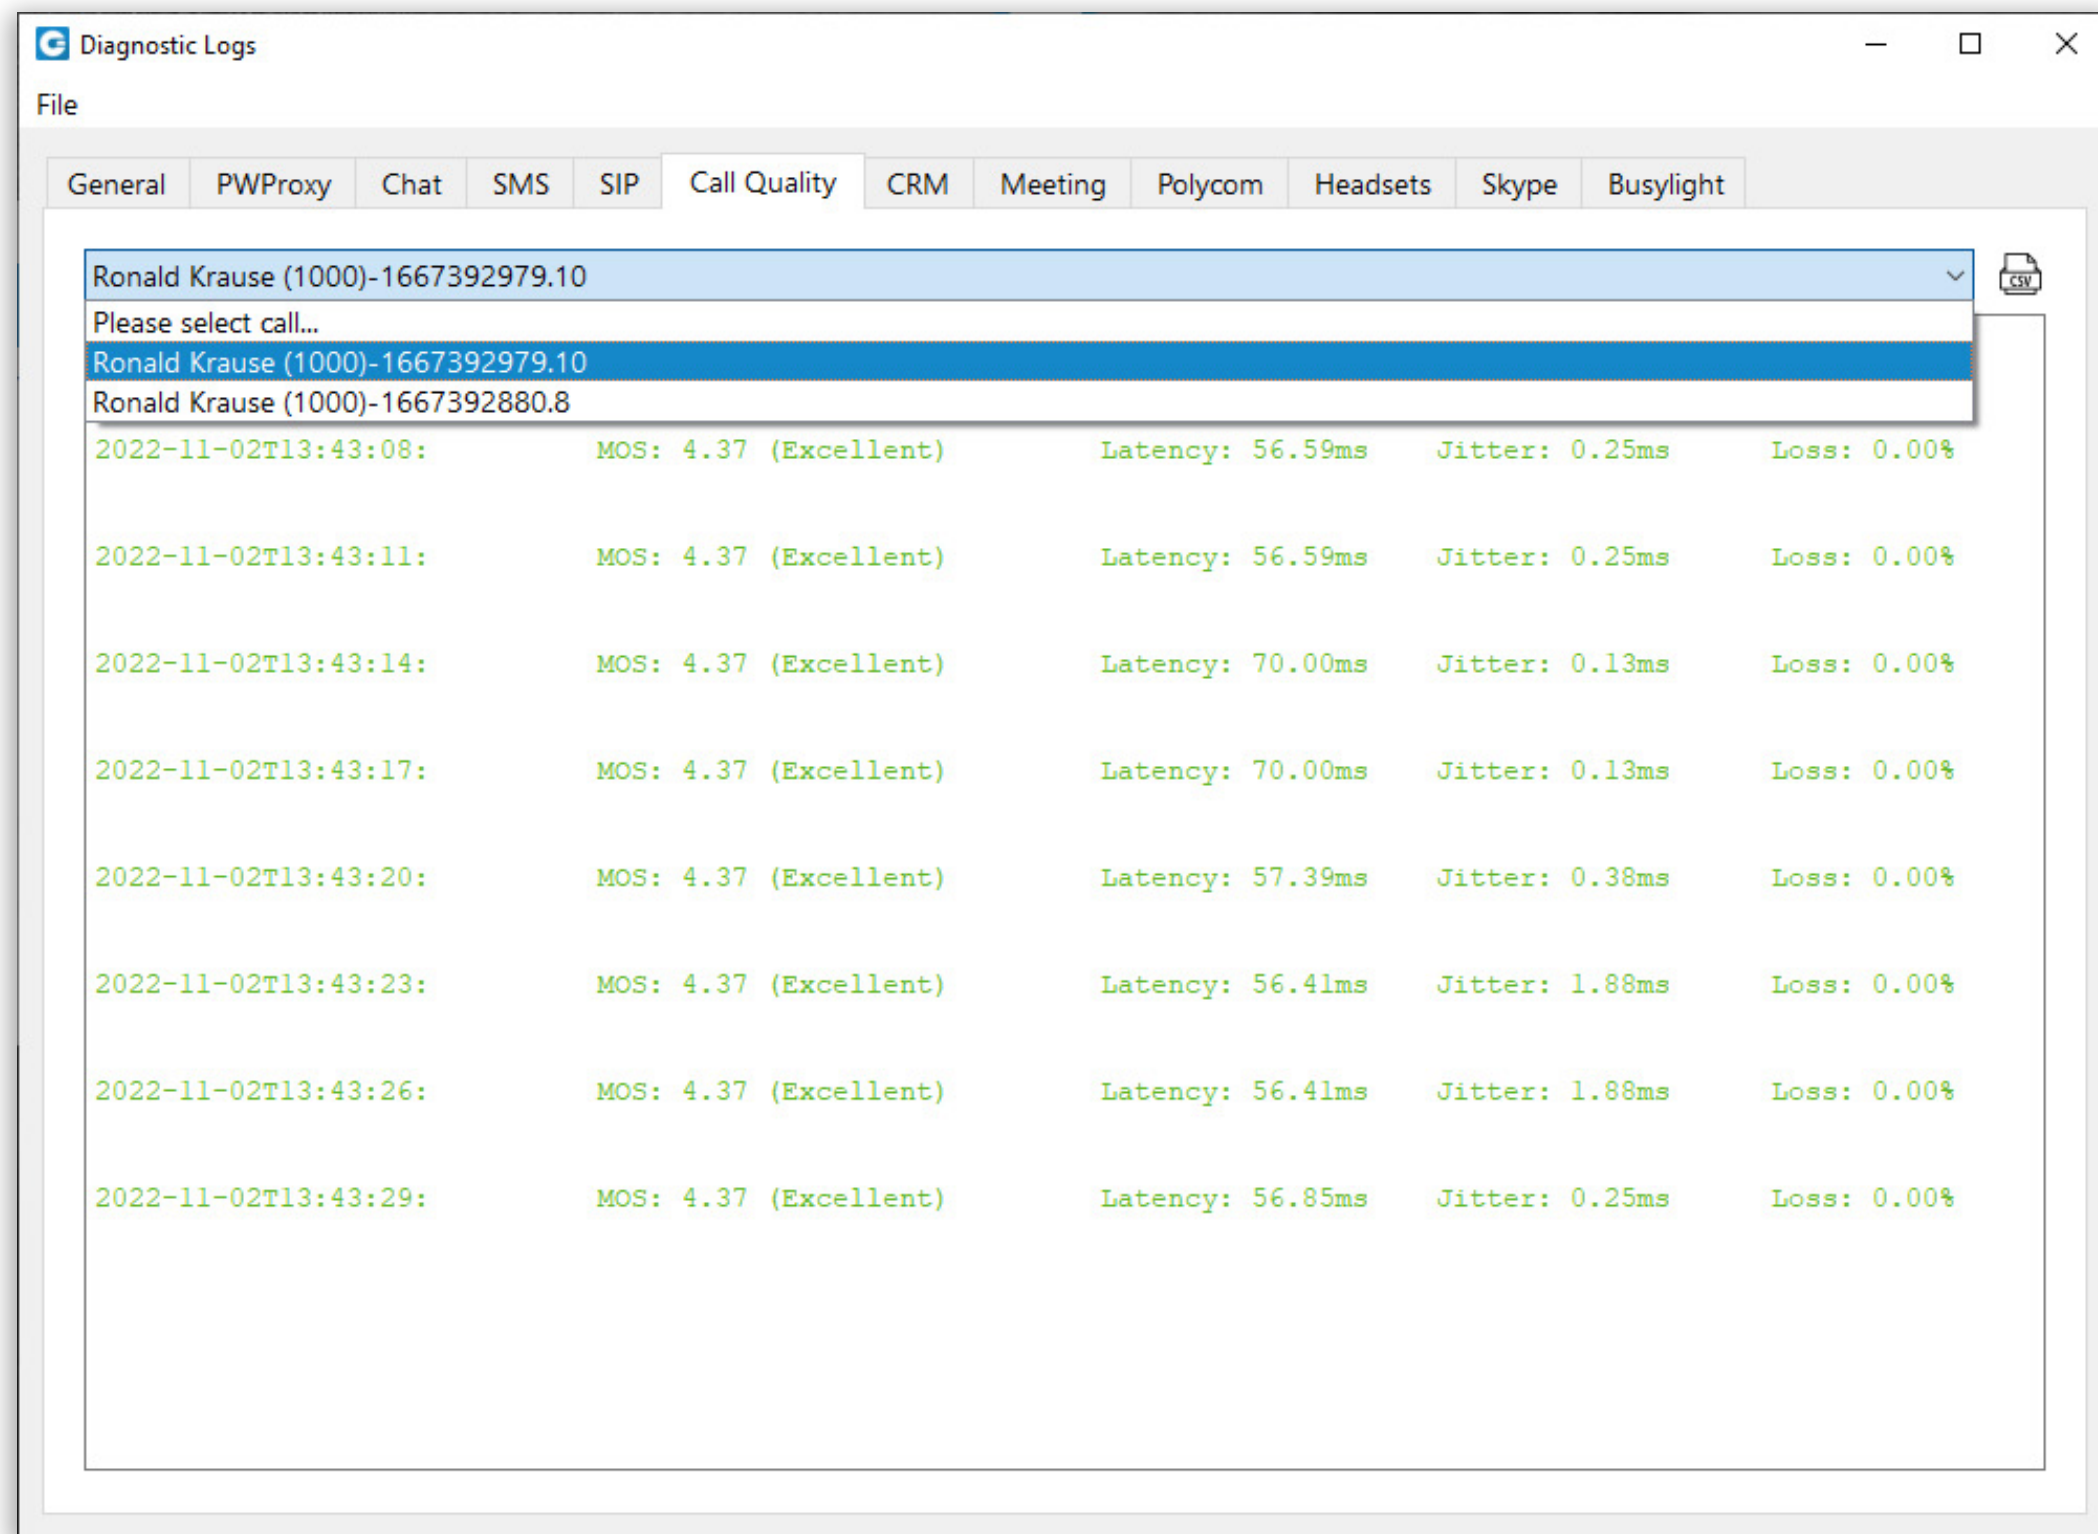 Diagnostic Logs
File
General PWProxy Chat SMS SIP Call Quality CRM Meeting Polycom Headsets Skype Busylight
Ronald Krause (1000)-1667392979.10
CSV
Please select call...
Ronald Krause (1000)-1667392979.10
Ronald Krause (1000)-1667392880.8
2022-11-02T13:43:08: MOS: 4.37 (Excellent) Latency: 56.59ms Jitter: 0.25ms Loss: 0.00%
2022-11-02T13:43:11: MOS: 4.37 (Excellent) Latency: 56.59ms Jitter: 0.25ms Loss: 0.00%
2022-11-02T13:43:14: MOS: 4.37 (Excellent) Latency: 70.00ms Jitter: 0.13ms Loss: 0.00%
2022-11-02T13:43:17: MOS: 4.37 (Excellent) Latency: 70.00ms Jitter: 0.13ms Loss: 0.00%
2022-11-02T13:43:20: MOS: 4.37 (Excellent) Latency: 57.39ms Jitter: 0.38ms Loss: 0.00%
2022-11-02T13:43:23: MOS: 4.37 (Excellent) Latency: 56.41ms Jitter: 1.88ms Loss: 0.00%
2022-11-02T13:43:26: MOS: 4.37 (Excellent) Latency: 56.41ms Jitter: 1.88ms Loss: 0.00%
2022-11-02T13:43:29: MOS: 4.37 (Excellent) Latency: 56.85ms Jitter: 0.25ms Loss: 0.00%